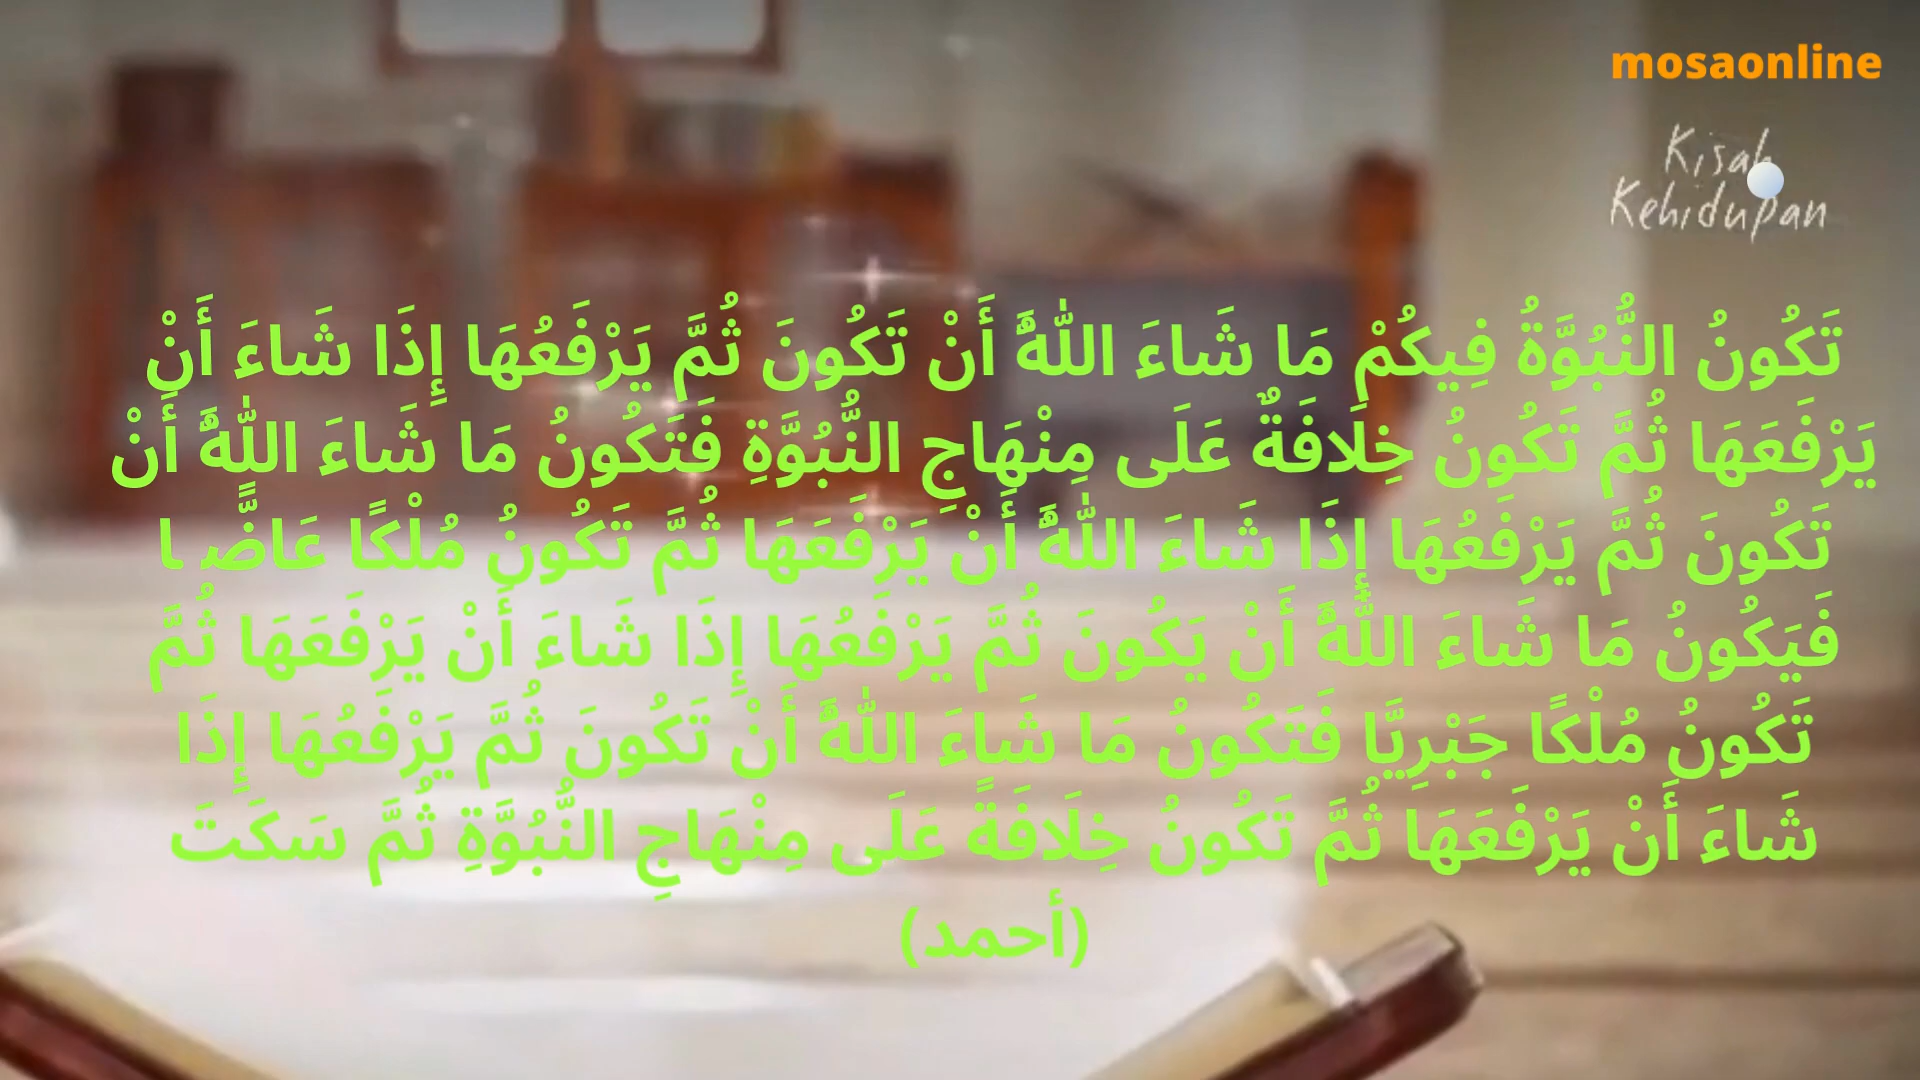 mosaonline
Kisah
Kehidupan
تَكُونُ النُّبُوَّةُ فِيكُمْ مَا شَاءَ اللَّهُ أَنْ تَكُونَ ثُمَّ يَرْفَعُهَا إِذَا شَاءَ أَنْ
يَرْفَعَهَا ثُمَّ تَكُونُ خِلَافَةٌ عَلَى مِنْهَاجِ النُّبُوَّةِ فَتَكُونُ مَا شَاءَ اللَّهُ أَنْ
تَكُونَ ثُمَّ يَرْفَعُهَا إِذَا شَاءَ اللَّهُ أَنْ يَرْفَعَهَا ثُمَّ تَكُونُ مُلْكًا عَاضًّا
فَيَكُونُ مَا شَاءَ اللَّهُ أَنْ يَكُونَ ثُمَّ يَرْفَعُهَا إِذَا شَاءَ أَنْ يَرْفَعَهَا ثُمَّ
تَكُونُ مُلْكًا جَبْرِيَّا فَتَكُونُ مَا شَاءَ اللَّهُ أَنْ تَكُونَ ثُمَّ يَرْفَعُهَا إِذَا
شَاءَ أَنْ يَرْفَعَهَا ثُمَّ تَكُونُ خِلَافَةً عَلَى مِنْهَاجِ النُّبُوَّةِ ثُمَّ سَكَتَ
(أحمد)